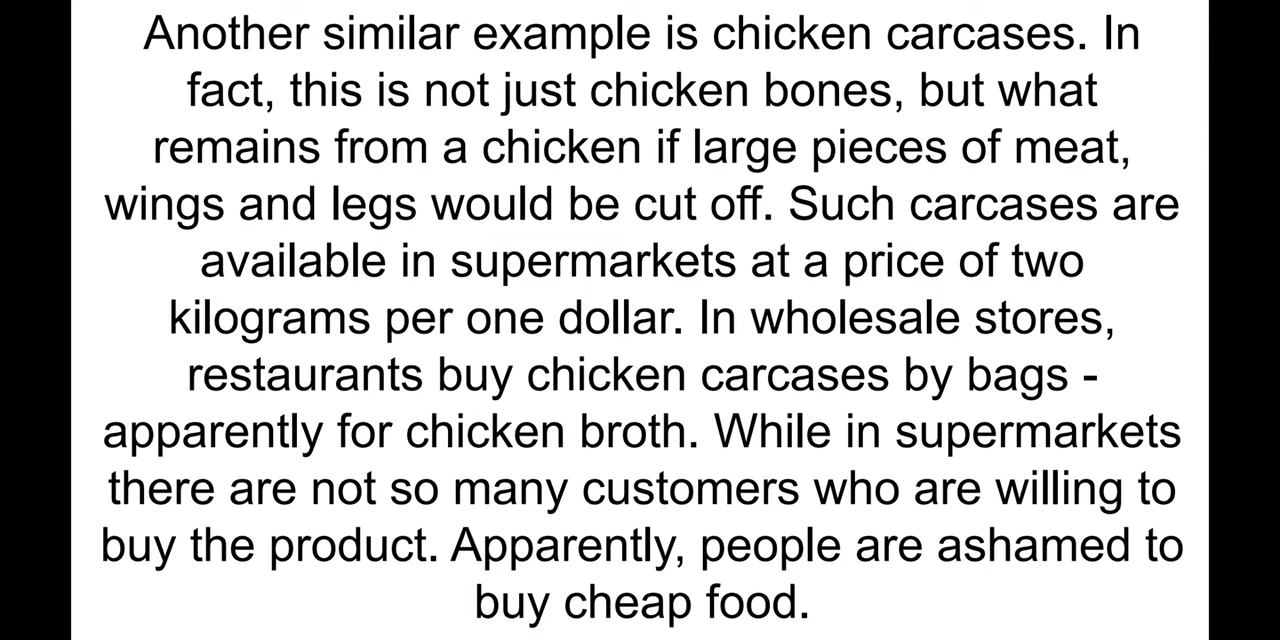 Another similar example is chicken carcases. In
fact, this is not just chicken bones, but what
remains from a chicken if large pieces of meat,
wings and legs would be cut off. Such carcases are
available in supermarkets at a price of two
kilograms per one dollar. In wholesale stores,
restaurants buy chicken carcases by bags -
apparently for chicken broth. While in supermarkets
there are not so many customers who are willing to
buy the product. Apparently, people are ashamed to
buy cheap food.